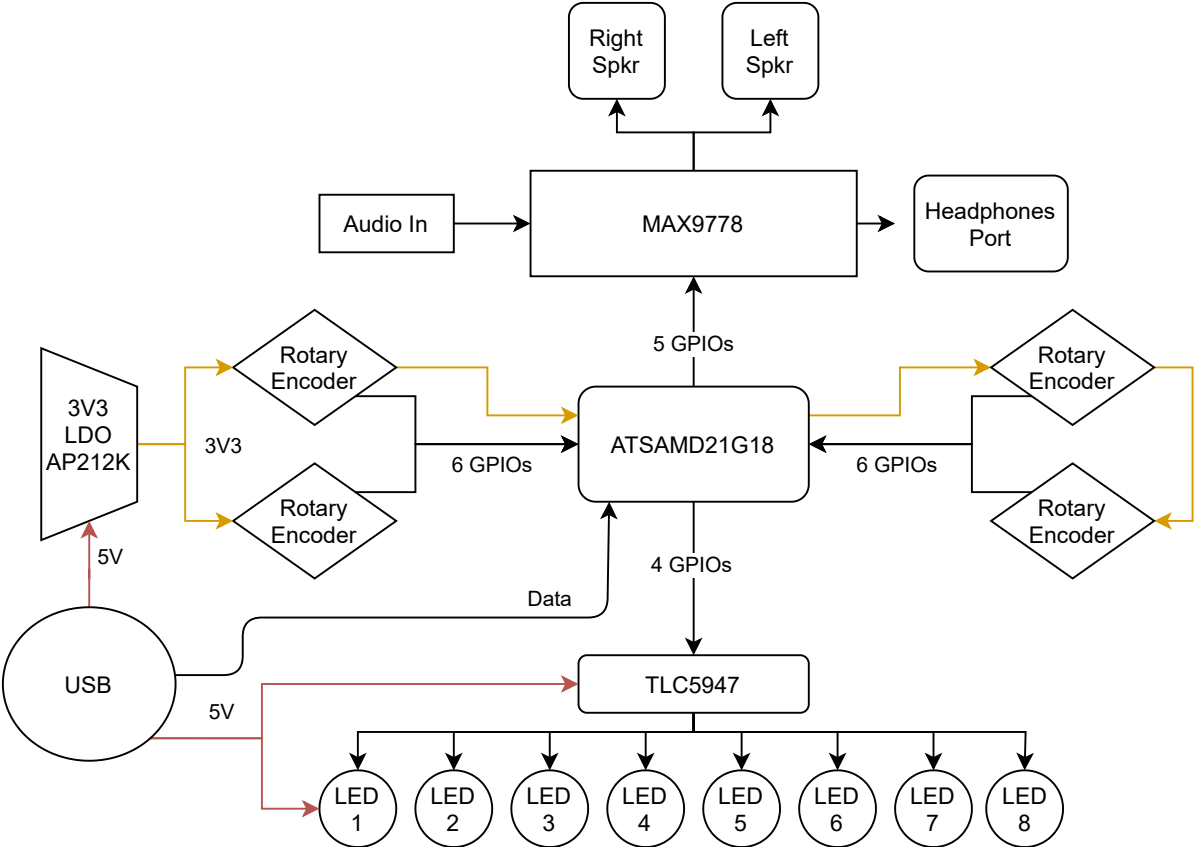 Right
Spkr
Left
Spkr
Audio In
MAX9778
Headphones
Port
5 GPIOs
Rotary
Encoder
Rotary
Encoder
3V3
LDO
AP212K
3V3
6 GPIOs
ATSAMD21G18
6 GPIOs
Rotary
Encoder
Rotary
Encoder
5V
4 GPIOs
Data
USB
5V
TLC5947
LED
1
LED
2
LED
3
LED
4
LED
5
LED
6
LED
7
LED
8